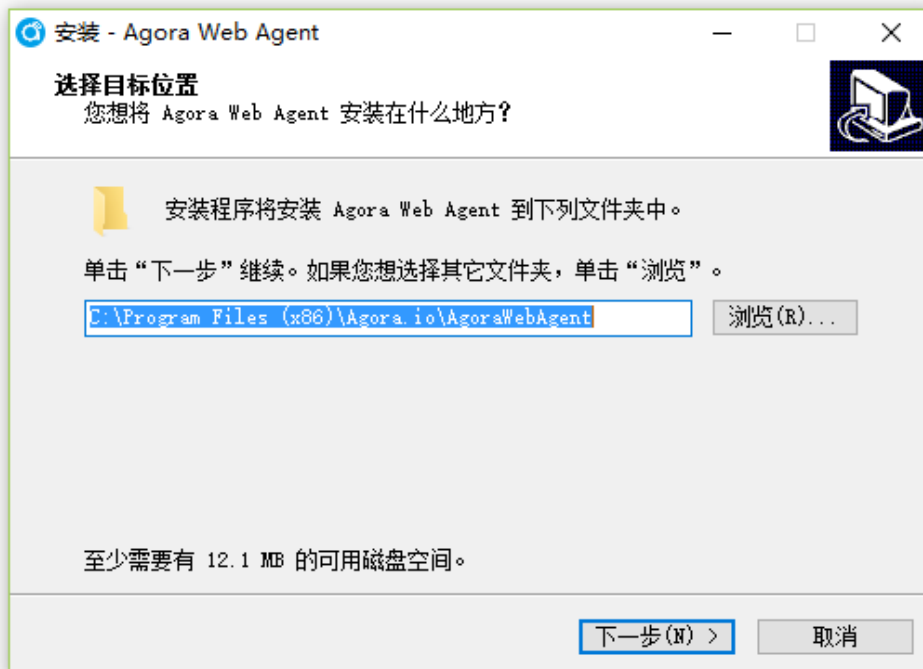 安装 - Agora Web Agent
选择目标位置
您想将 Agora Web Agent 安装在什么地方?
安装程序将安装 Agora Web Agent 到下列文件夹中。
单击“下一步”继续。如果您想选择其它文件夹，单击“浏览”。
C:\Program Files (x86)\Agora.io\AgoraWebAgent
浏览(R)...
至少需要有 12.1 MB 的可用磁盘空间。
下一步(N) >
取消